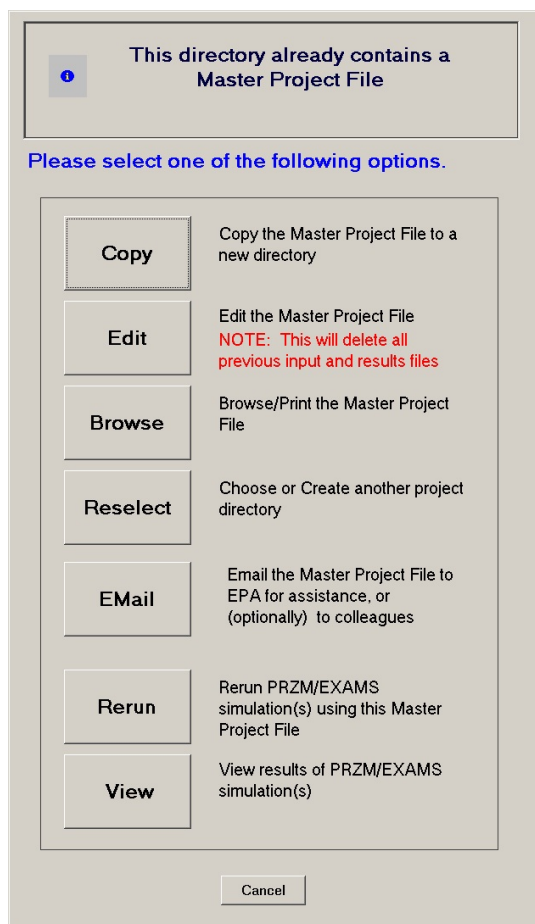 This directory already contains a
Master Project File
Please select one of the following options.
Copy
Copy the Master Project File to a
new directory
Edit
Edit the Master Project File
NOTE:  This will delete all
previous input and results files
Browse
Browse/Print the Master Project
File
Reselect
Choose or Create another project
directory
EMail
Email the Master Project File to
EPA for assistance, or
(optionally)  to colleagues
Rerun
Rerun PRZM/EXAMS
simulation(s) using this Master
Project File
View
View results of PRZM/EXAMS
simulation(s)
Cancel